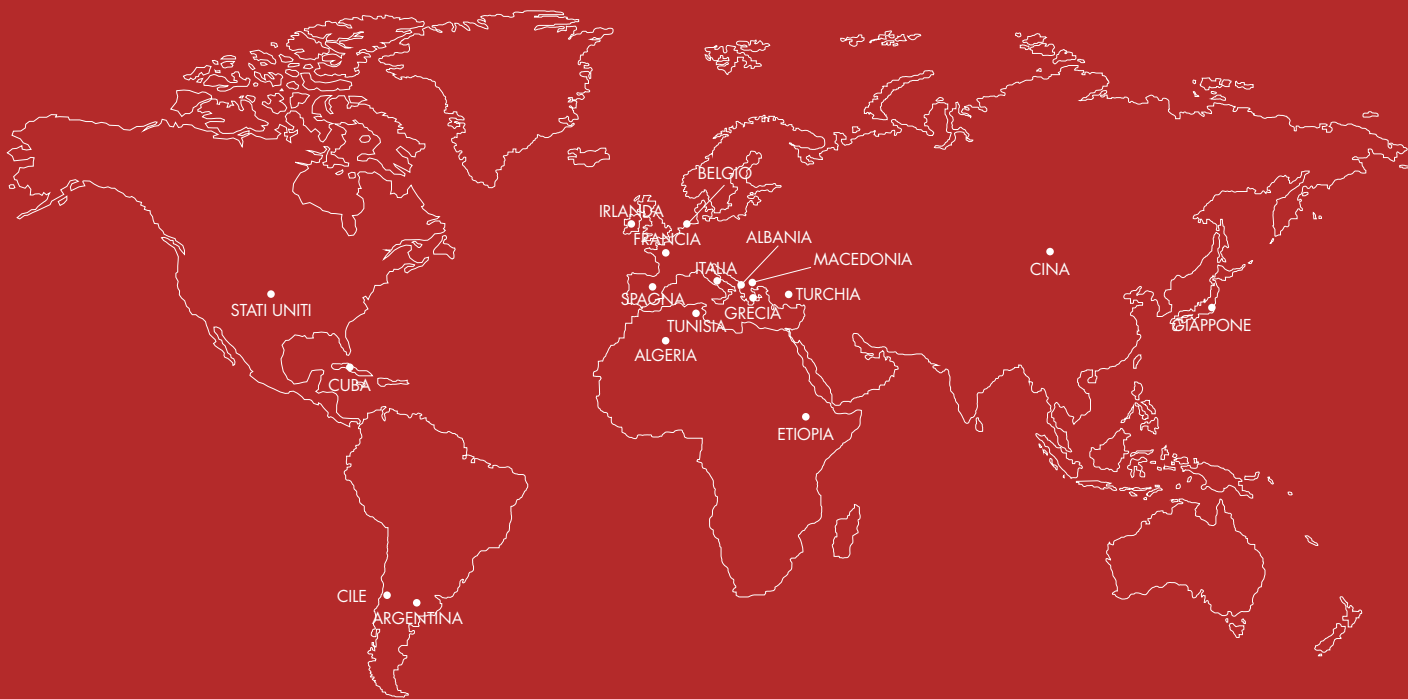 BELGIO
IRLANDA
FRANCIA
ALBANIA
MACEDONIA
ITALIA
CINA
SPAGNA
TURCHIA
STATI UNITI
GRECIA
TUNISIA
GIAPPONE
ALGERIA
CUBA
ETIOPIA
CILE
ARGENTINA